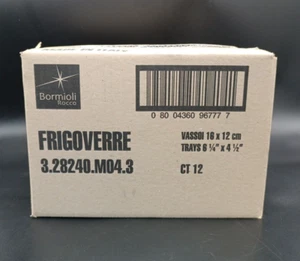 Bormioli
Rocco
0 80 04360 96777 7
FRIGOVERRE
3.28240.M04.3
VASSOI 16 x 12 cm
TRAYS 6 ¼" x 4 ½"
CT 12